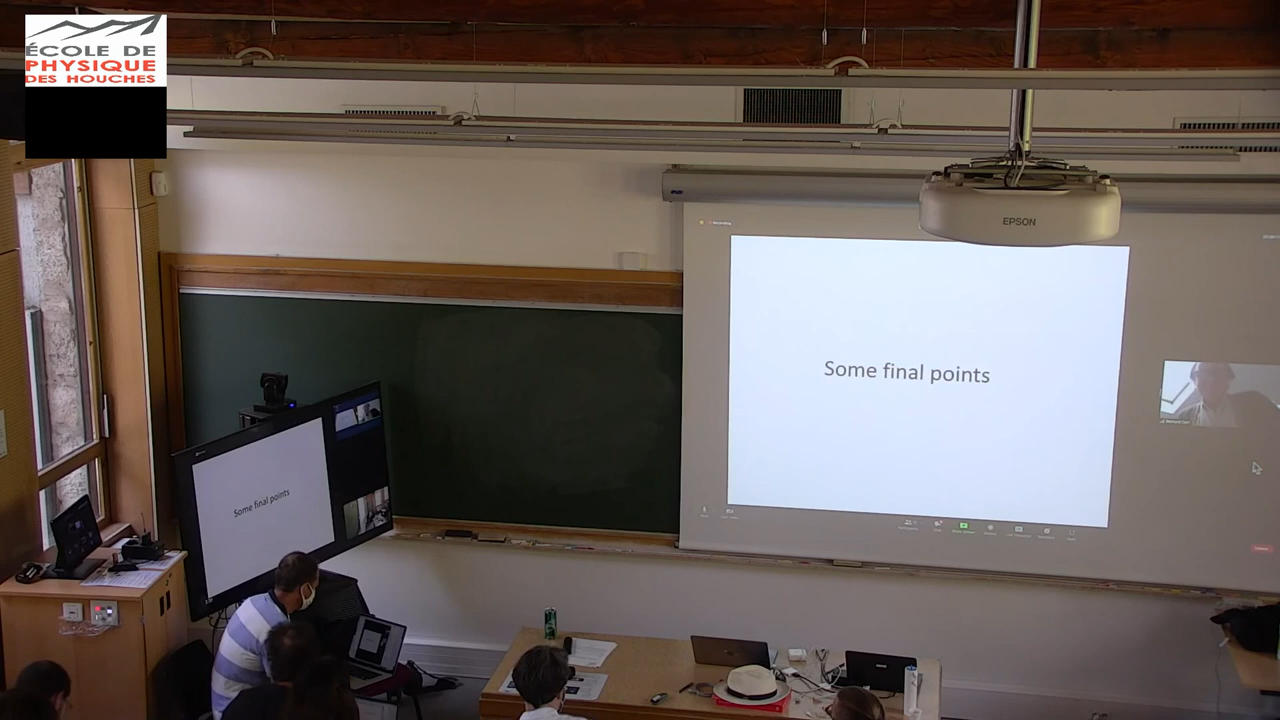 ÉCOLE DE
PHYSIQUE
DES HOUCHES
EPSON
Some final points
Some final points